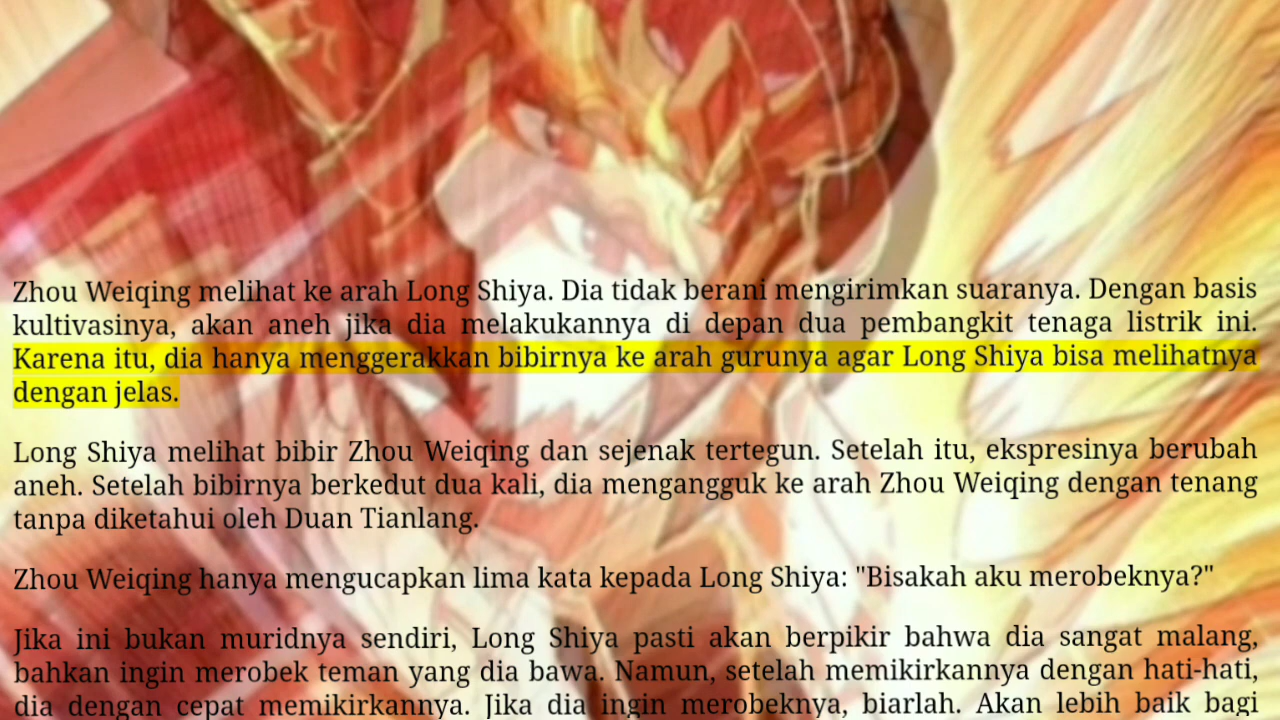 Zhou Weiqing melihat ke arah Long Shiya. Dia tidak berani mengirimkan suaranya. Dengan basis
kultivasinya, akan aneh jika dia melakukannya di depan dua pembangkit tenaga listrik ini.
Karena itu, dia hanya menggerakkan bibirnya ke arah gurunya agar Long Shiya bisa melihatnya
dengan jelas.
Long Shiya melihat bibir Zhou Weiqing dan sejenak tertegun. Setelah itu, ekspresinya berubah
aneh. Setelah bibirnya berkedut dua kali, dia mengangguk ke arah Zhou Weiqing dengan tenang
tanpa diketahui oleh Duan Tianlang.
Zhou Weiqing hanya mengucapkan lima kata kepada Long Shiya: "Bisakah aku merobeknya?"
Jika ini bukan muridnya sendiri, Long Shiya pasti akan berpikir bahwa dia sangat malang,
bahkan ingin merobek teman yang dia bawa. Namun, setelah memikirkannya dengan hati-hati,
dia dengan cepat memikirkannya. Jika dia ingin merobeknya, biarlah. Akan lebih baik bagi